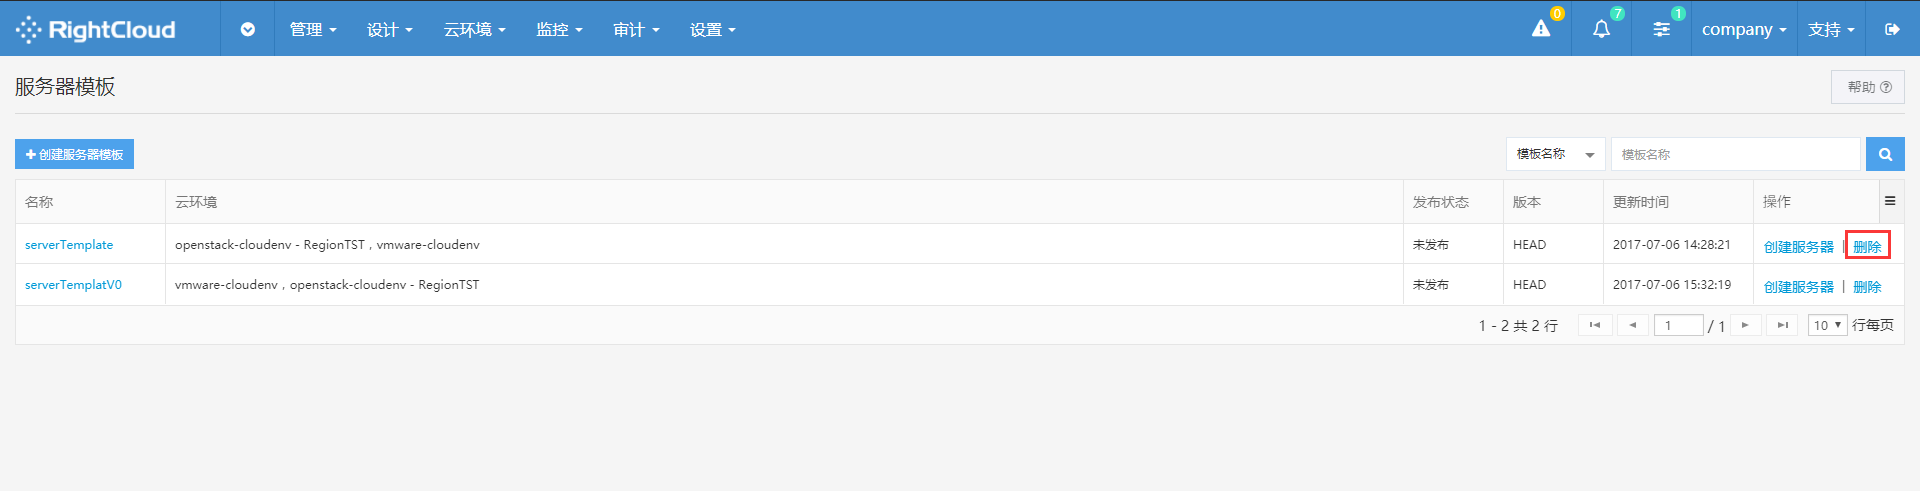 RightCloud 管理 设计 云环境 监控 审计 设置 0 7 1 company 支持
服务器模板 帮助
创建服务器模板 模板名称 模板名称
名称 云环境 发布状态 版本 更新时间 操作
serverTemplate openstack-cloudenv - RegionTST , vmware-cloudenv 未发布 HEAD 2017-07-06 14:28:21 创建服务器 | 删除
serverTemplatV0 vmware-cloudenv , openstack-cloudenv - RegionTST 未发布 HEAD 2017-07-06 15:32:19 创建服务器 | 删除
1 - 2 共 2 行 1 / 1 10 行每页